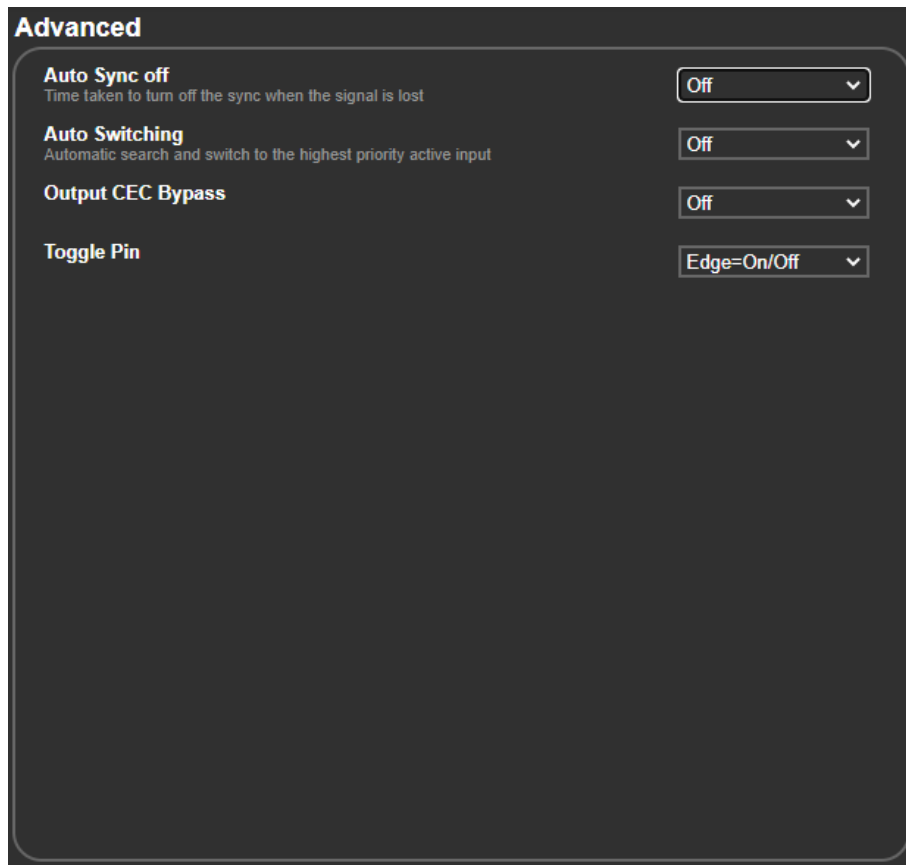 Advanced
Auto Sync off
Off
Time taken to turn off the sync when the signal is lost
Auto Switching
Off
Automatic search and switch to the highest priority active input
Output CEC Bypass
Off
Toggle Pin
Edge=On/Off